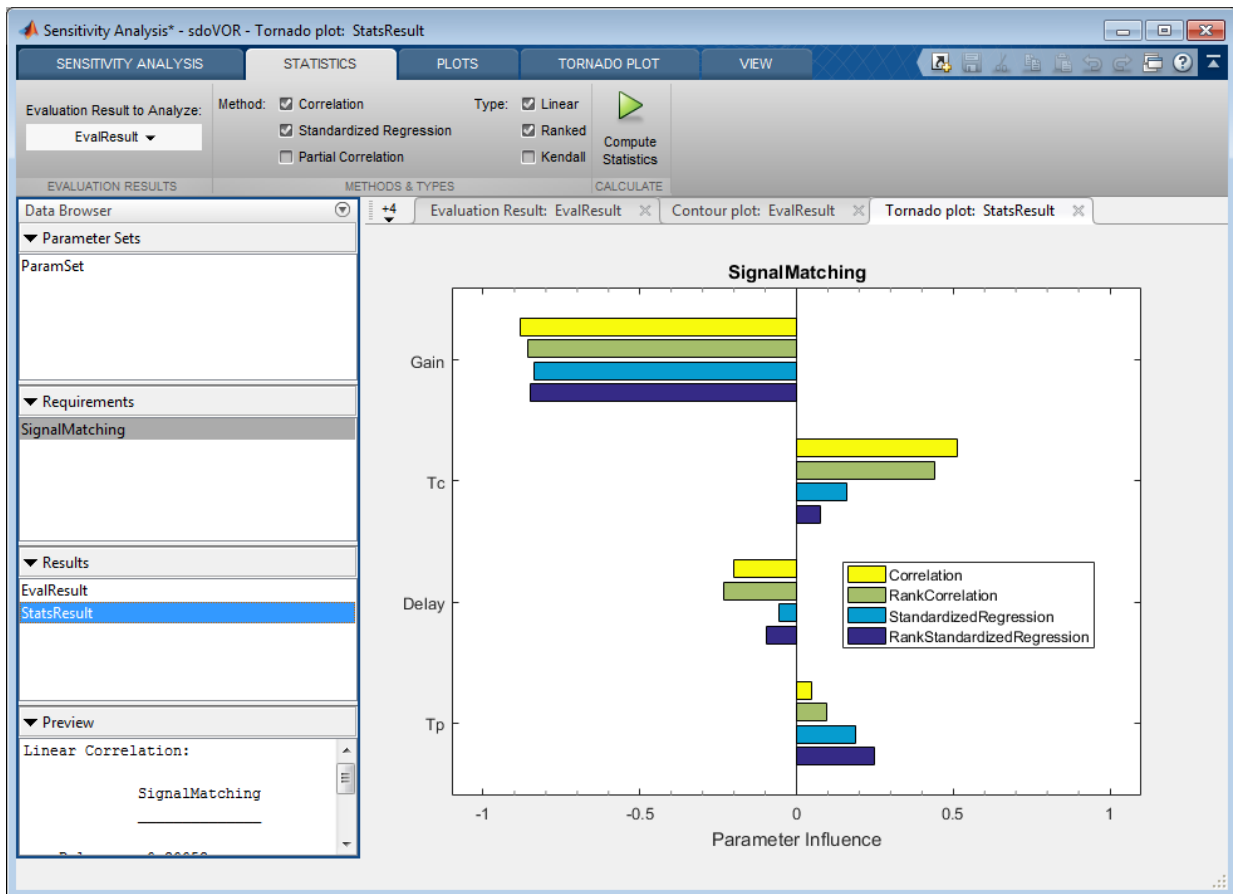 Sensitivity Analysis* - sdoVOR - Tornado plot: StatsResult
SENSITIVITY ANALYSIS STATISTICS PLOTS TORNADO PLOT VIEW
Evaluation Result to Analyze:
EvalResult
EVALUATION RESULTS
Method: Correlation
Standardized Regression
Partial Correlation
Type: Linear
Ranked
Kendall
METHODS & TYPES
Compute
Statistics
CALCULATE
Data Browser
Parameter Sets
ParamSet
Requirements
SignalMatching
Results
EvalResult
StatsResult
Preview
Linear Correlation:
SignalMatching
+4 Evaluation Result: EvalResult Contour plot: EvalResult Tornado plot: StatsResult
SignalMatching
Gain
Tc
Delay
Tp
Correlation
RankCorrelation
StandardizedRegression
RankStandardizedRegression
-1 -0.5 0 0.5 1
Parameter Influence